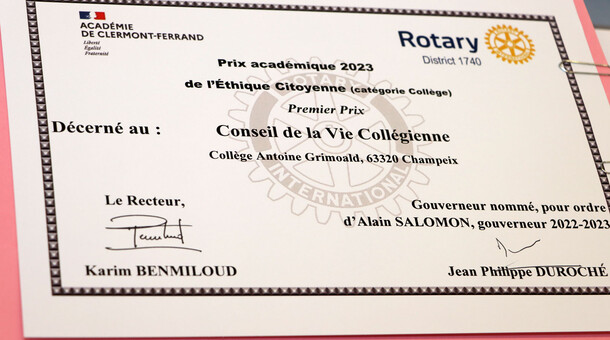 ACADÉMIE
DE CLERMONT-FERRAND
Liberté
Égalité
Fraternité
Rotary
District 1740
Prix académique 2023
de l'Éthique Citoyenne (catégorie Collège)
Premier Prix
Décerné au : Conseil de la Vie Collégienne
Collège Antoine Grimoald, 63320 Champeix
ROTARY
INTERNATIONAL
Le Recteur,
Karim BENMILOUD
Gouverneur nommé, pour ordre
d'Alain SALOMON, gouverneur 2022-2023
Jean Philippe DUROCHÉ